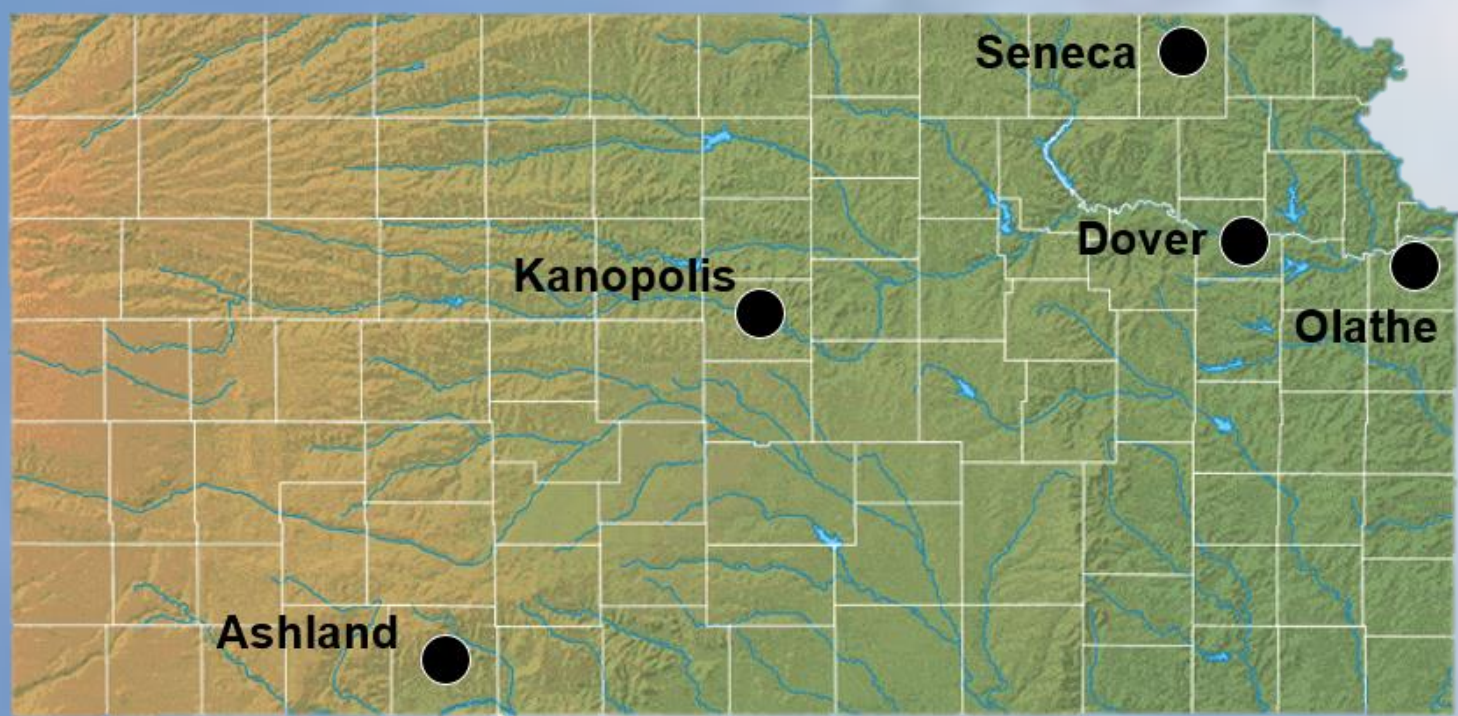 Seneca
Dover
Kanopolis
Olathe
Ashland